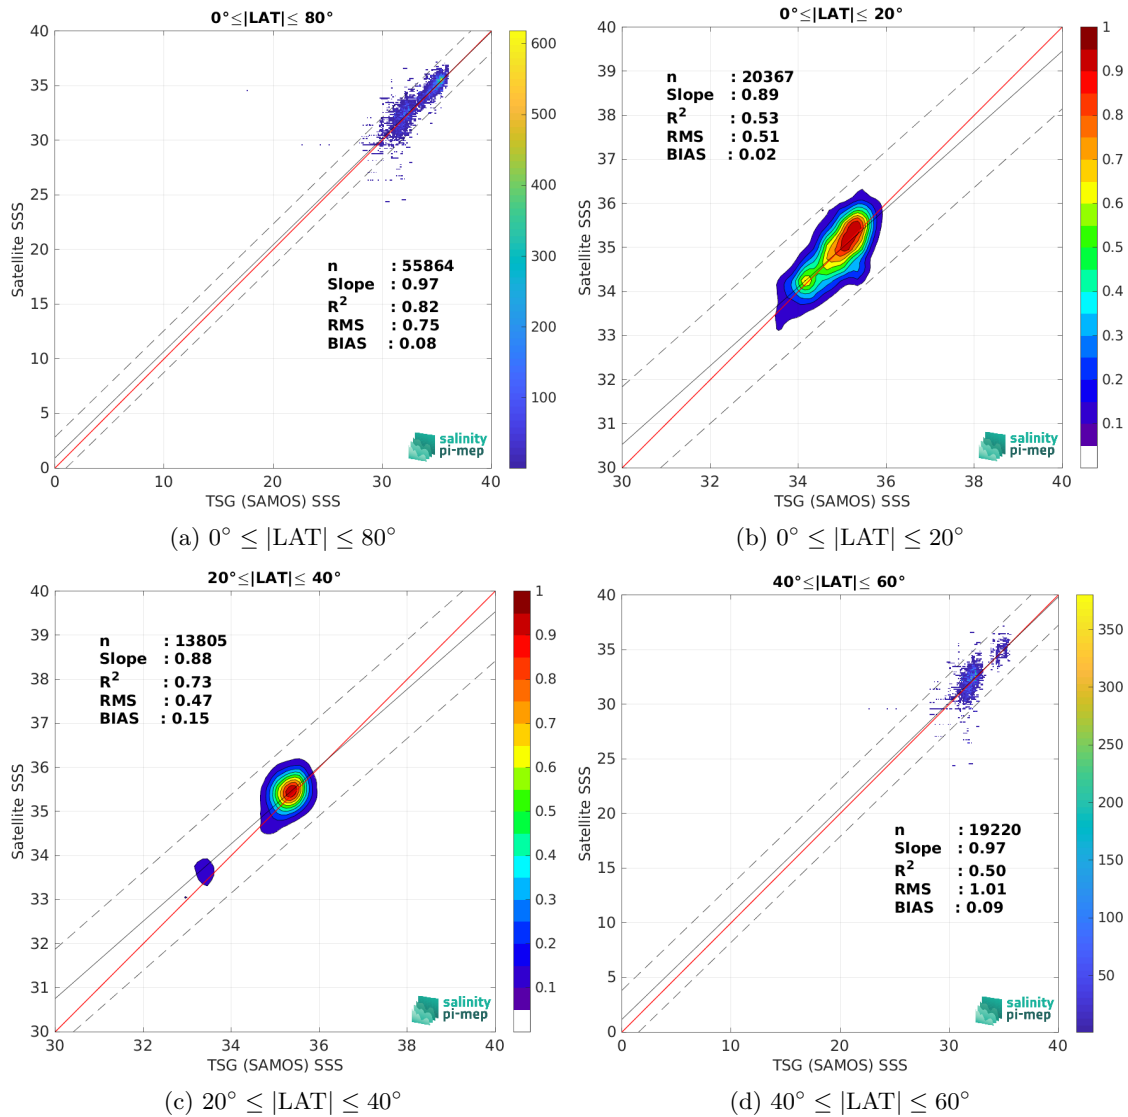 0°≤|LAT|≤ 80°
40
35
30
25
20
15
10
5
0
0
10
20
30
40
Satellite SSS
TSG (SAMOS) SSS
n : 55864
Slope : 0.97
R² : 0.82
RMS : 0.75
BIAS : 0.08
600
500
400
300
200
100
salinity
pi-mep
(a) 0° ≤ |LAT| ≤ 80°
0°≤|LAT|≤ 20°
40
39
38
37
36
35
34
33
32
31
30
30
32
34
36
38
40
Satellite SSS
TSG (SAMOS) SSS
n : 20367
Slope : 0.89
R² : 0.53
RMS : 0.51
BIAS : 0.02
1
0.9
0.8
0.7
0.6
0.5
0.4
0.3
0.2
0.1
salinity
pi-mep
(b) 0° ≤ |LAT| ≤ 20°
20°≤|LAT|≤ 40°
40
39
38
37
36
35
34
33
32
31
30
30
32
34
36
38
40
Satellite SSS
TSG (SAMOS) SSS
n : 13805
Slope : 0.88
R² : 0.73
RMS : 0.47
BIAS : 0.15
1
0.9
0.8
0.7
0.6
0.5
0.4
0.3
0.2
0.1
salinity
pi-mep
(c) 20° ≤ |LAT| ≤ 40°
40°≤|LAT|≤ 60°
40
35
30
25
20
15
10
5
0
0
10
20
30
40
Satellite SSS
TSG (SAMOS) SSS
n : 19220
Slope : 0.97
R² : 0.50
RMS : 1.01
BIAS : 0.09
350
300
250
200
150
100
50
salinity
pi-mep
(d) 40° ≤ |LAT| ≤ 60°